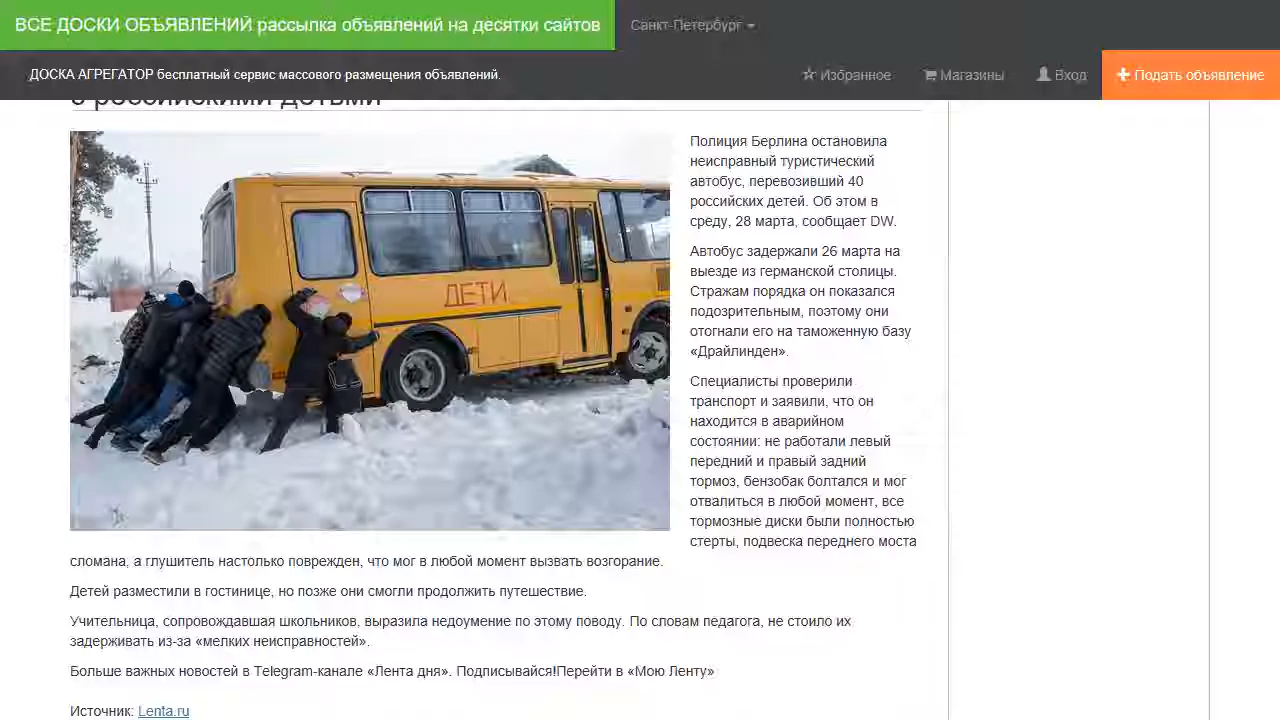 ВСЕ ДОСКИ ОБЪЯВЛЕНИЙ рассылка объявлений на десятки сайтов
Санкт-Петербург
ДОСКА АГРЕГАТОР бесплатный сервис массового размещения объявлений.
Избранное
Магазины
Вход
Подать объявление
с российскими детьми
ДЕТИ
Полиция Берлина остановила
неисправный туристический
автобус, перевозивший 40
российских детей. Об этом в
среду, 28 марта, сообщает DW.
Автобус задержали 26 марта на
выезде из германской столицы.
Стражам порядка он показался
подозрительным, поэтому они
отогнали его на таможенную базу
«Драйлинден».
Специалисты проверили
транспорт и заявили, что он
находится в аварийном
состоянии: не работали левый
передний и правый задний
тормоз, бензобак болтался и мог
отвалиться в любой момент, все
тормозные диски были полностью
стерты, подвеска переднего моста
сломана, а глушитель настолько поврежден, что мог в любой момент вызвать возгорание.
Детей разместили в гостинице, но позже они смогли продолжить путешествие.
Учительница, сопровождавшая школьников, выразила недоумение по этому поводу. По словам педагога, не стоило их
задерживать из-за «мелких неисправностей».
Больше важных новостей в Telegram-канале «Лента дня». Подписывайся!Перейти в «Мою Ленту»
Источник: Lenta.ru